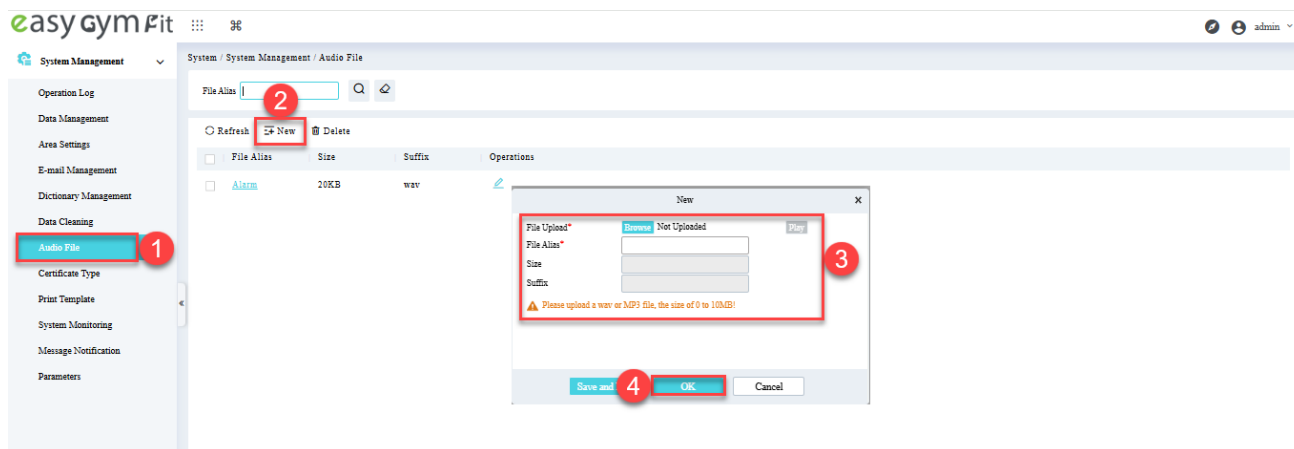 easy Gym Fit
admin
System Management
System / System Management / Audio File
Operation Log
Data Management
Area Settings
E-mail Management
Dictionary Management
Data Cleaning
Audio File
1
Certificate Type
Print Template
System Monitoring
Message Notification
Parameters
File Alias
2
Refresh New Delete
File Alias Size Suffix Operations
Alarm 20KB wav
New x
File Upload* Browse Not Uploaded Play
File Alias*
Size
Suffix
3
Please upload a wav or MP3 file, the size of 0 to 10MB!
Save and 4 OK Cancel